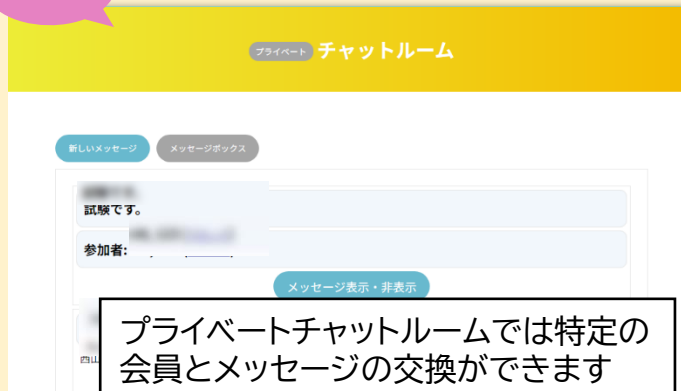 プライベート チャットルーム
新しいメッセージ メッセージボックス
試験です。
参加者:
メッセージ表示・非表示
プライベートチャットルームでは特定の
会員とメッセージの交換ができます